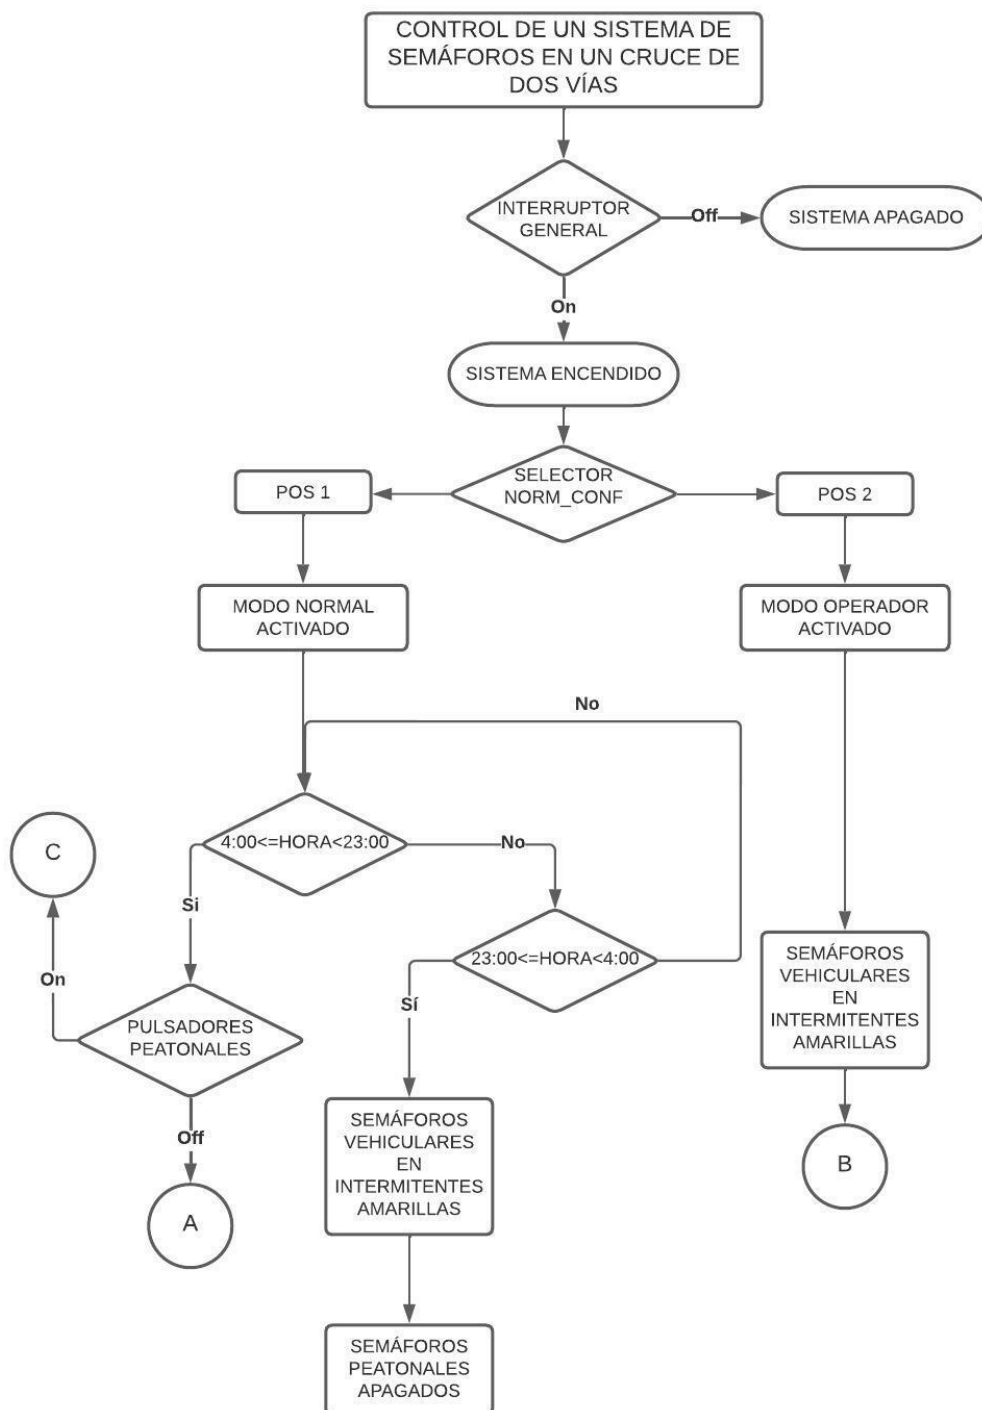 CONTROL DE UN SISTEMA DE
SEMÁFOROS EN UN CRUCE DE
DOS VÍAS
INTERRUPTOR
GENERAL
Off
SISTEMA APAGADO
On
SISTEMA ENCENDIDO
SELECTOR
NORM_CONF
POS 1
POS 2
MODO NORMAL
ACTIVADO
MODO OPERADOR
ACTIVADO
No
4:00<=HORA<23:00
No
C
Si
23:00<=HORA<4:00
On
Sí
PULSADORES
PEATONALES
SEMÁFOROS
VEHICULARES
EN
INTERMITENTES
AMARILLAS
Off
A
SEMÁFOROS
VEHICULARES
EN
INTERMITENTES
AMARILLAS
B
SEMÁFOROS
PEATONALES
APAGADOS